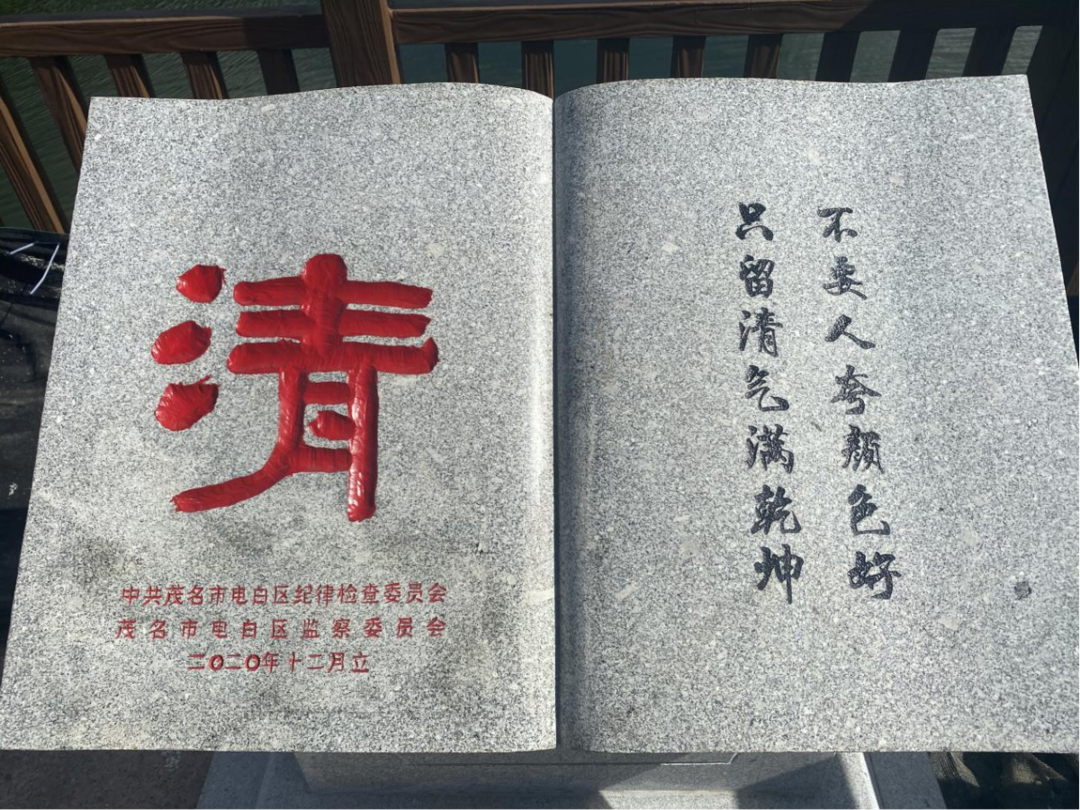 清
中共茂名市电白区纪律检查委员会
茂名市电白区监察委员会
二〇二〇年十二月立
不要人夸颜色好
只留清气满乾坤